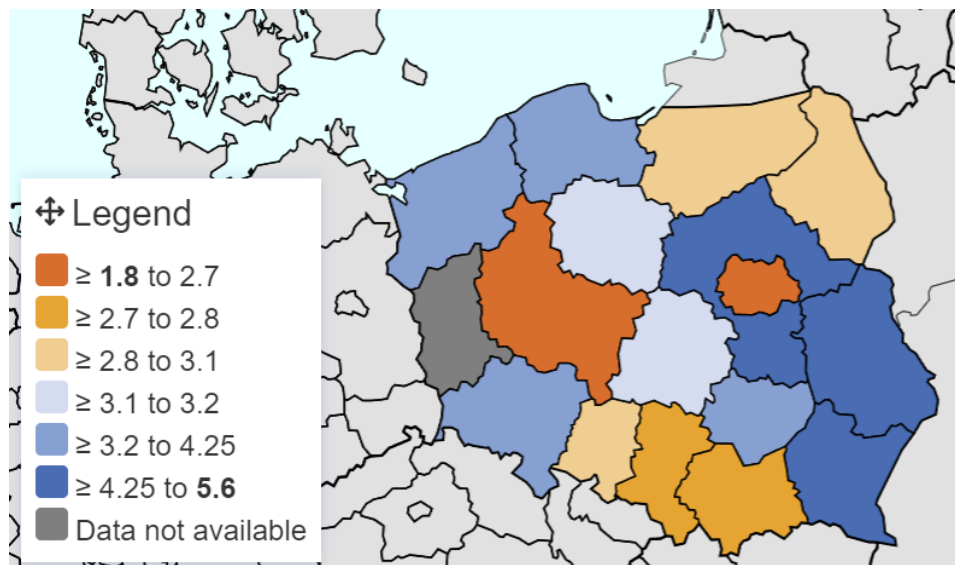 Legend
≥ 1.8 to 2.7
≥ 2.7 to 2.8
≥ 2.8 to 3.1
≥ 3.1 to 3.2
≥ 3.2 to 4.25
≥ 4.25 to 5.6
Data not available